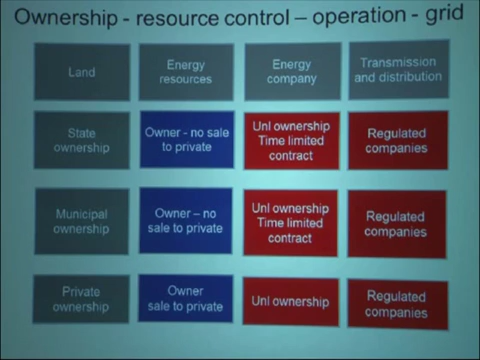 Ownership - resource control – operation - grid
Land
Energy
resources
Energy
company
Transmission
and distribution
State
ownership
Owner - no sale
to private
Unl ownership
Time limited
contract
Regulated
companies
Municipal
ownership
Owner – no
sale to private
Unl ownership
Time limited
contract
Regulated
companies
Private
ownership
Owner
sale to private
Unl ownership
Regulated
companies